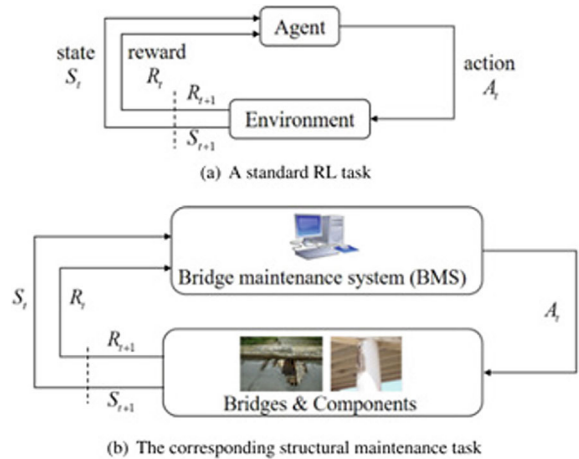 Agent
state
S_t
reward
R_t
R_{t+1}
action
A_t
Environment
S_{t+1}
(a) A standard RL task
Bridge maintenance system (BMS)
S_t
R_t
A_t
R_{t+1}
S_{t+1}
Bridges & Components
(b) The corresponding structural maintenance task